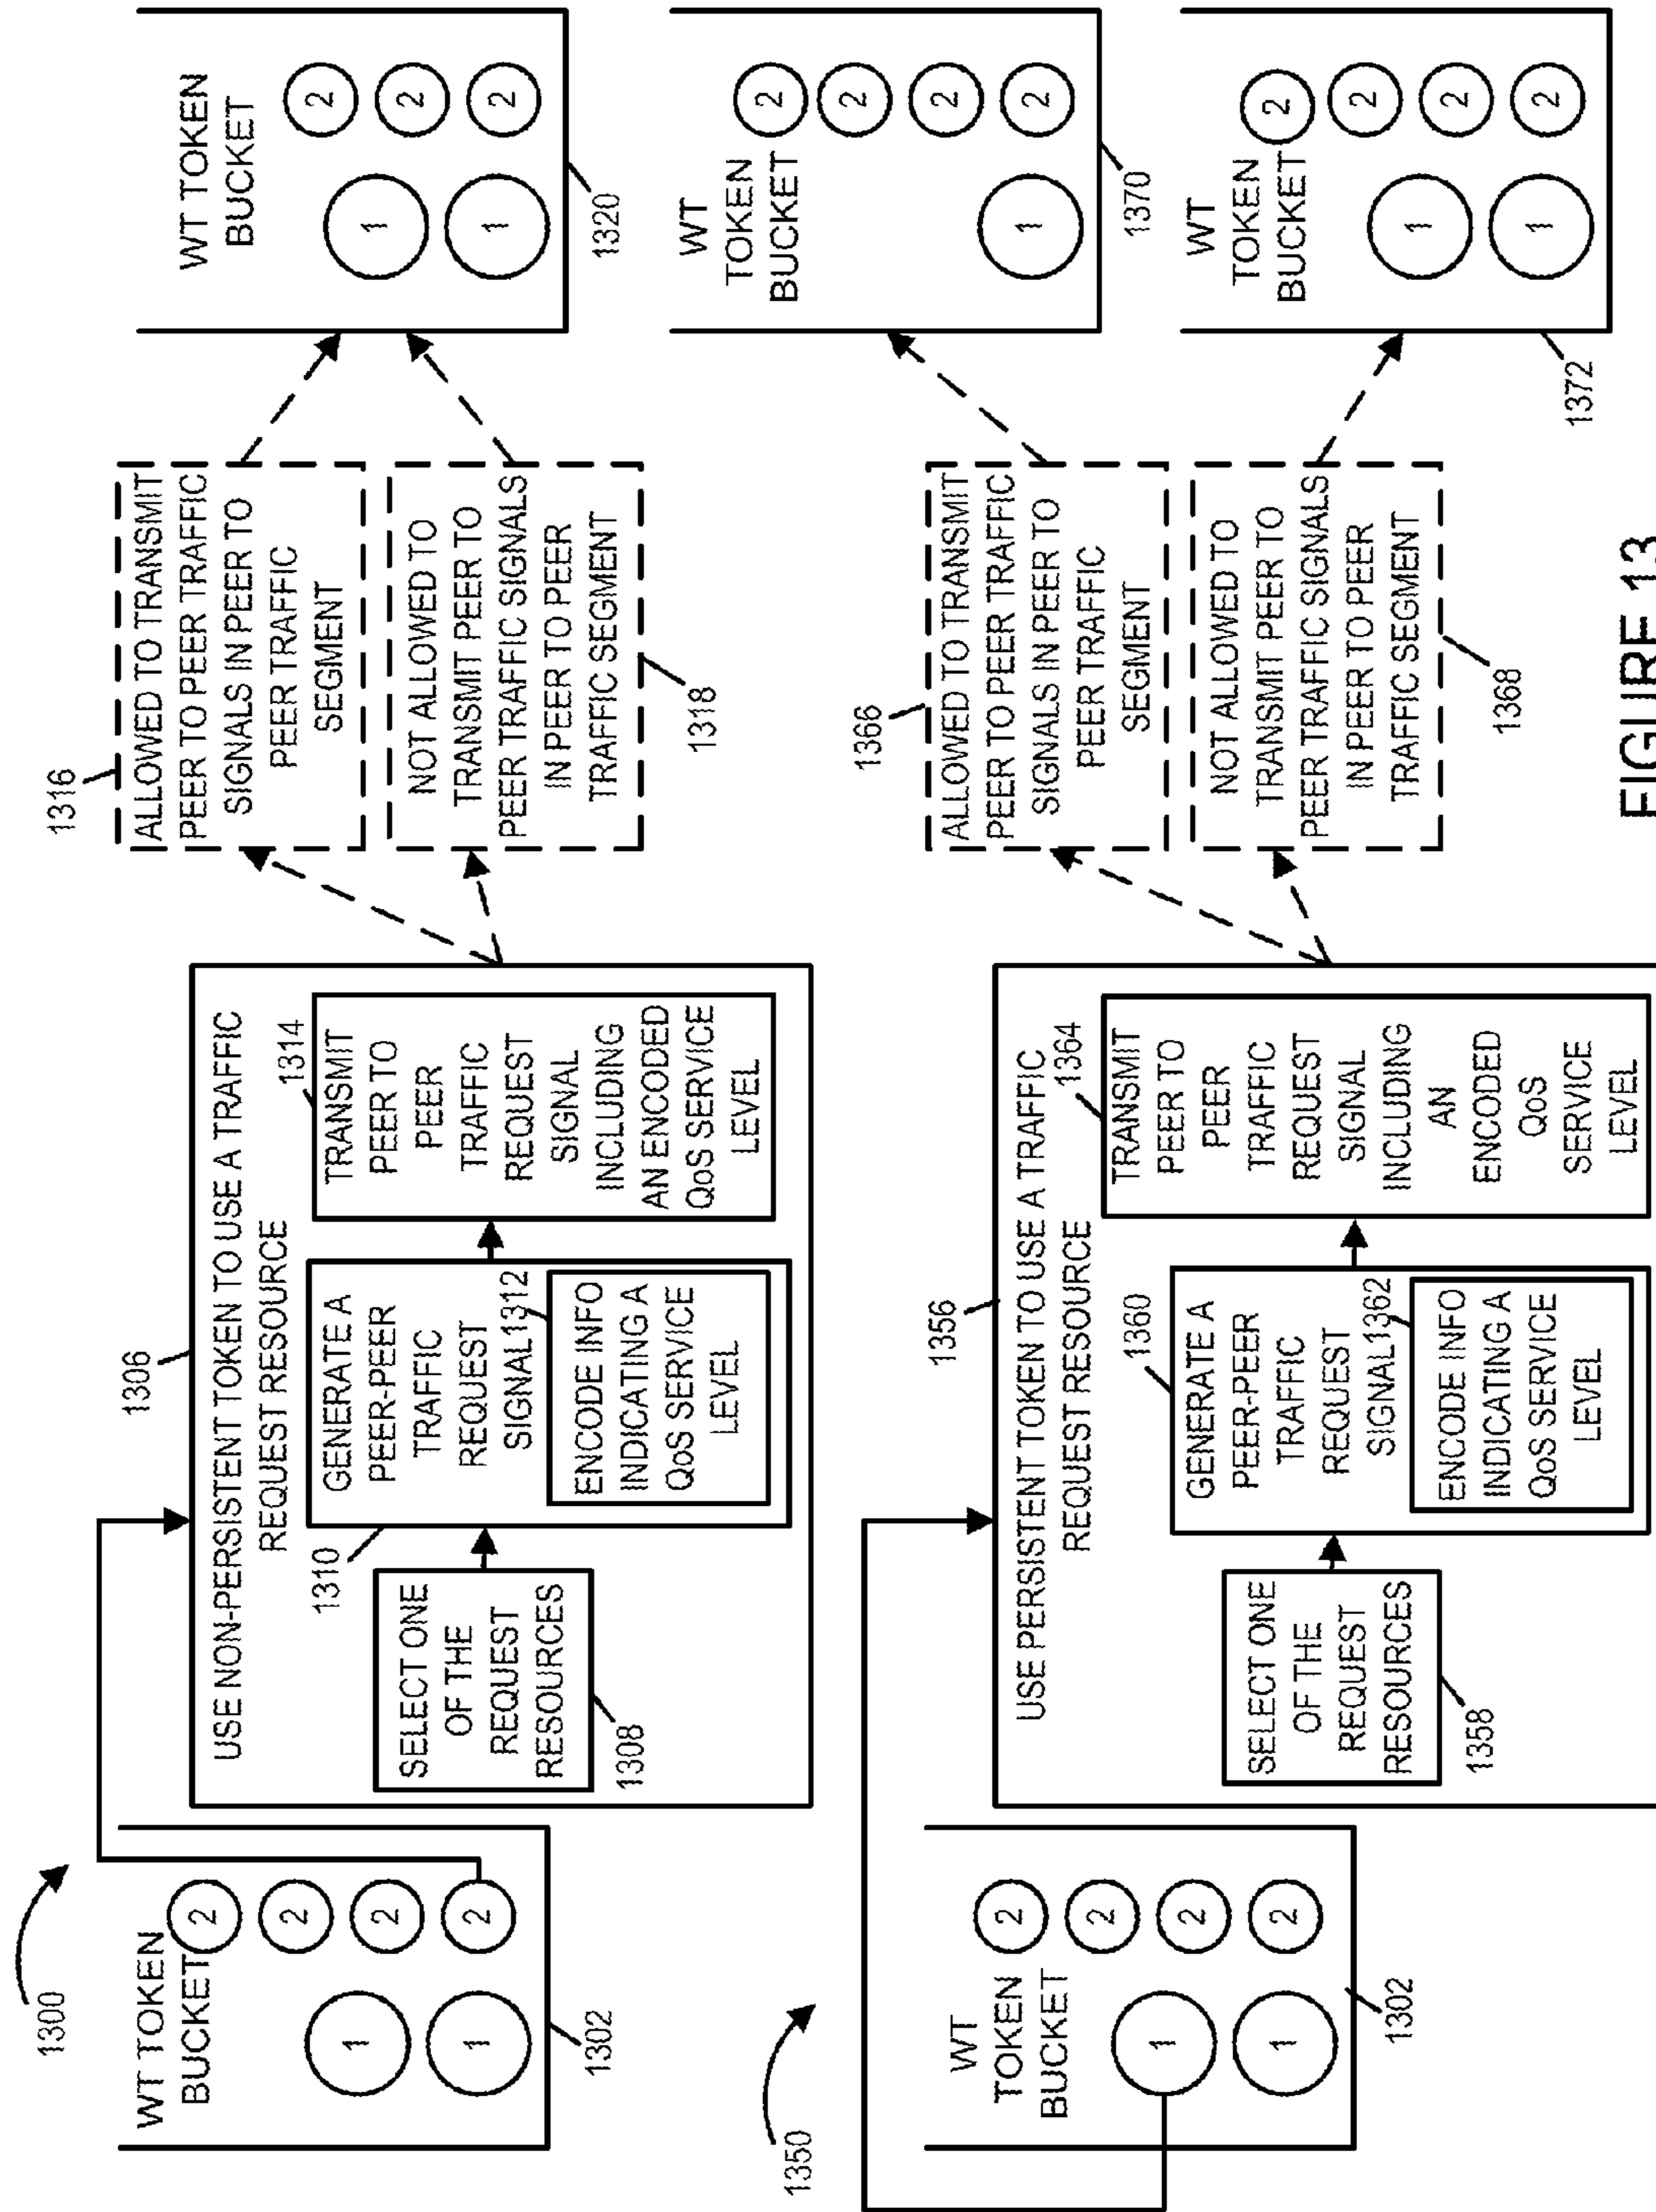 1300
WT TOKEN
BUCKET
2
2
2
2
1
1
1302
1306
USE NON-PERSISTENT TOKEN TO USE A TRAFFIC
REQUEST RESOURCE
SELECT ONE
OF THE
REQUEST
RESOURCES
1308
1310
GENERATE A
PEER-PEER
TRAFFIC
REQUEST
SIGNAL
1312
ENCODE INFO
INDICATING A
QoS SERVICE
LEVEL
1314
TRANSMIT
PEER TO
PEER
TRAFFIC
REQUEST
SIGNAL
INCLUDING
AN ENCODED
QoS SERVICE
LEVEL
1316
ALLOWED TO TRANSMIT
PEER TO PEER TRAFFIC
SIGNALS IN PEER TO
PEER TRAFFIC
SEGMENT
NOT ALLOWED TO
TRANSMIT PEER TO
PEER TRAFFIC SIGNALS
IN PEER TO PEER
TRAFFIC SEGMENT
1318
WT TOKEN
BUCKET
2
2
2
1
1
1320
1350
WT
TOKEN
BUCKET
2
2
2
2
1
1
1302
1356
USE PERSISTENT TOKEN TO USE A TRAFFIC
REQUEST RESOURCE
SELECT ONE
OF THE
REQUEST
RESOURCES
1358
1360
GENERATE A
PEER-PEER
TRAFFIC
REQUEST
SIGNAL
1362
ENCODE INFO
INDICATING A
QoS SERVICE
LEVEL
1364
TRANSMIT
PEER TO
PEER
TRAFFIC
REQUEST
SIGNAL
INCLUDING
AN
ENCODED
QoS
SERVICE
LEVEL
1366
ALLOWED TO TRANSMIT
PEER TO PEER TRAFFIC
SIGNALS IN PEER TO
PEER TRAFFIC
SEGMENT
NOT ALLOWED TO
TRANSMIT PEER TO
PEER TRAFFIC SIGNALS
IN PEER TO PEER
TRAFFIC SEGMENT
1368
WT
TOKEN
BUCKET
2
2
2
2
1
1370
WT
TOKEN
BUCKET
2
2
2
2
1
1
1372
FIGURE 13